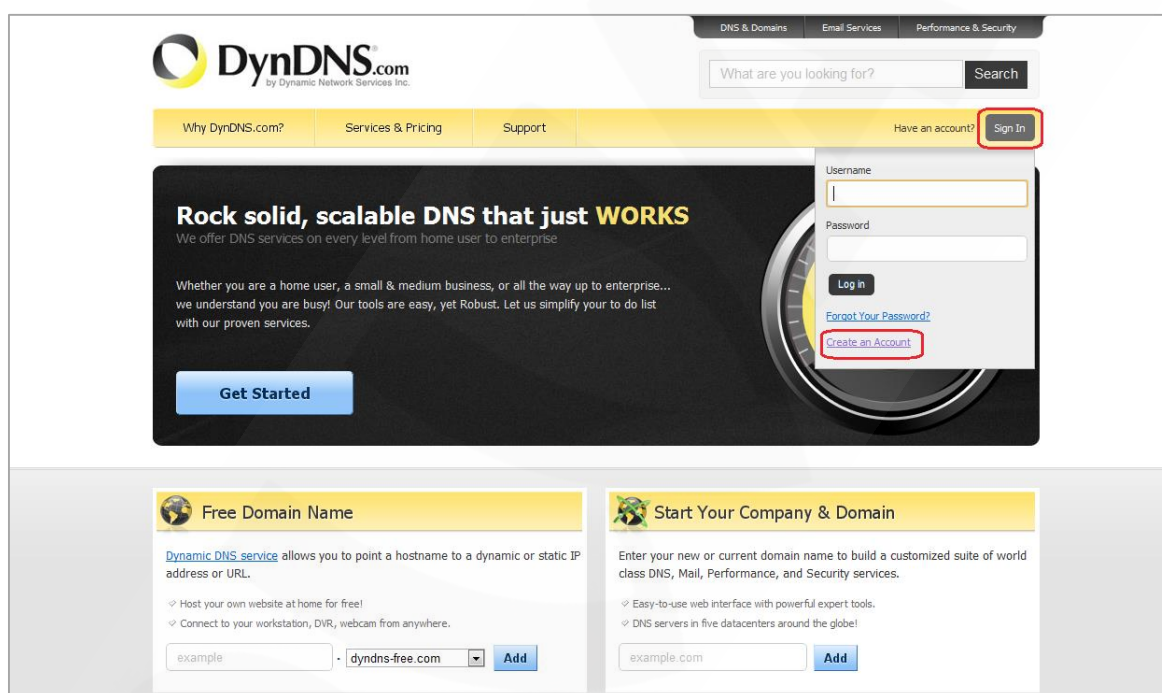 DNS & Domains Email Services Performance & Security
DynDNS.com
by Dynamic Network Services Inc.
What are you looking for? Search
Why DynDNS.com? Services & Pricing Support Have an account? Sign In
Username
Password
Log in
Forgot Your Password?
Create an Account
Rock solid, scalable DNS that just WORKS
We offer DNS services on every level from home user to enterprise
Whether you are a home user, a small & medium business, or all the way up to enterprise...
we understand you are busy! Our tools are easy, yet Robust. Let us simplify your to do list
with our proven services.
Get Started
Free Domain Name
Dynamic DNS service allows you to point a hostname to a dynamic or static IP
address or URL.
Host your own website at home for free!
Connect to your workstation, DVR, webcam from anywhere.
example . dyndns-free.com Add
Start Your Company & Domain
Enter your new or current domain name to build a customized suite of world
class DNS, Mail, Performance, and Security services.
Easy-to-use web interface with powerful expert tools.
DNS servers in five datacenters around the globe!
example.com Add